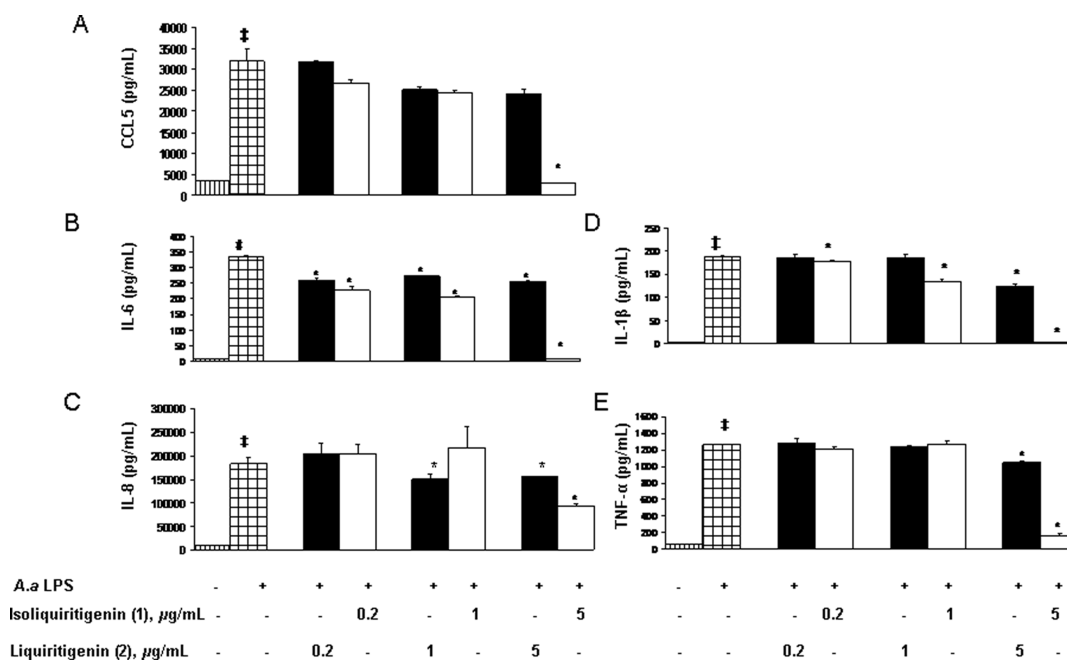 A
CCL5 (pg/mL)
40000
35000
30000
25000
20000
15000
10000
5000
0
‡
*
B
IL-6 (pg/mL)
400
350
300
250
200
150
100
50
0
‡
* * * * * *
D
IL-1β (pg/mL)
250
200
150
100
50
0
‡
* * * *
C
IL-8 (pg/mL)
300000
250000
200000
150000
100000
50000
0
‡
* * *
E
TNF-α (pg/mL)
1600
1400
1200
1000
800
600
400
200
0
‡
* *
A.a LPS - + + + + + + + - + + + + + + +
Isoliquiritigenin (1), µg/mL - - - 0.2 - 1 - 5 - - - 0.2 - 1 - 5
Liquiritigenin (2), µg/mL - - 0.2 - 1 - 5 - - - 0.2 - 1 - 5 -